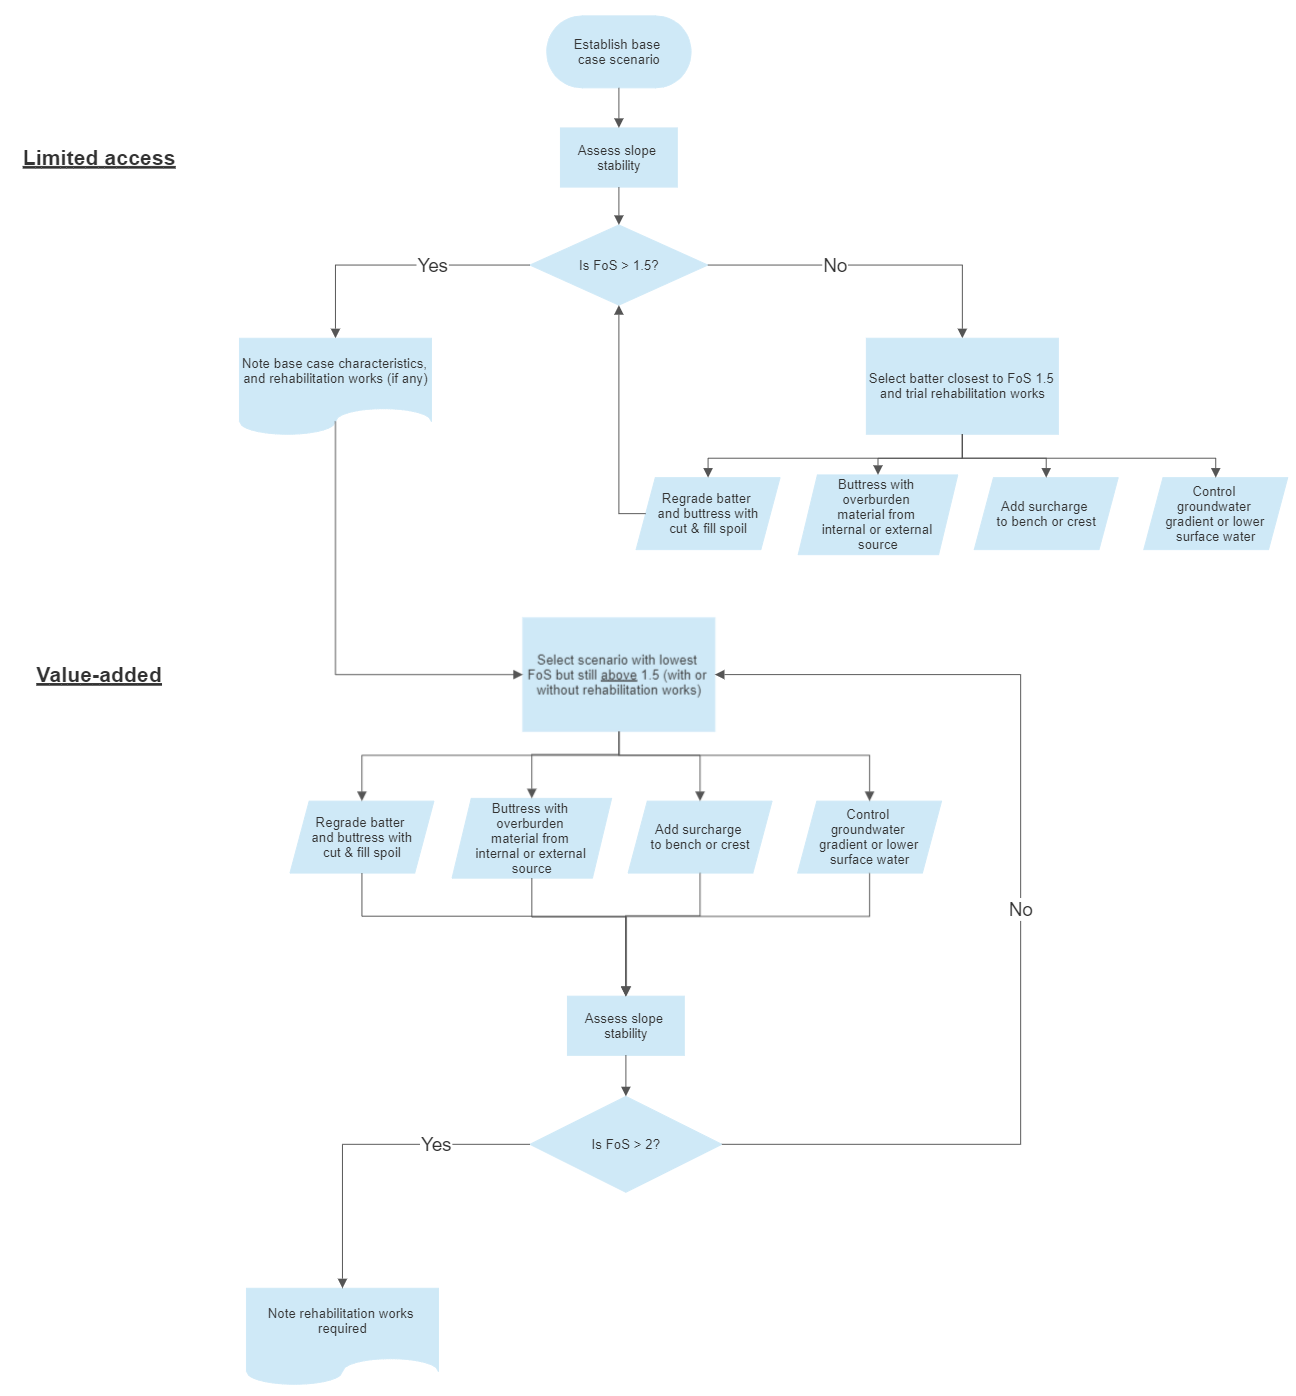 Establish base
case scenario
Limited access
Assess slope
stability
Is FoS > 1.5?
Yes
No
Note base case characteristics,
and rehabilitation works (if any)
Select batter closest to FoS 1.5
and trial rehabilitation works
Regrade batter
and buttress with
cut & fill spoil
Buttress with
overburden
material from
internal or external
source
Add surcharge
to bench or crest
Control
groundwater
gradient or lower
surface water
Value-added
Select scenario with lowest
FoS but still above 1.5 (with or
without rehabilitation works)
Regrade batter
and buttress with
cut & fill spoil
Buttress with
overburden
material from
internal or external
source
Add surcharge
to bench or crest
Control
groundwater
gradient or lower
surface water
No
Assess slope
stability
Is FoS > 2?
Yes
Note rehabilitation works
required